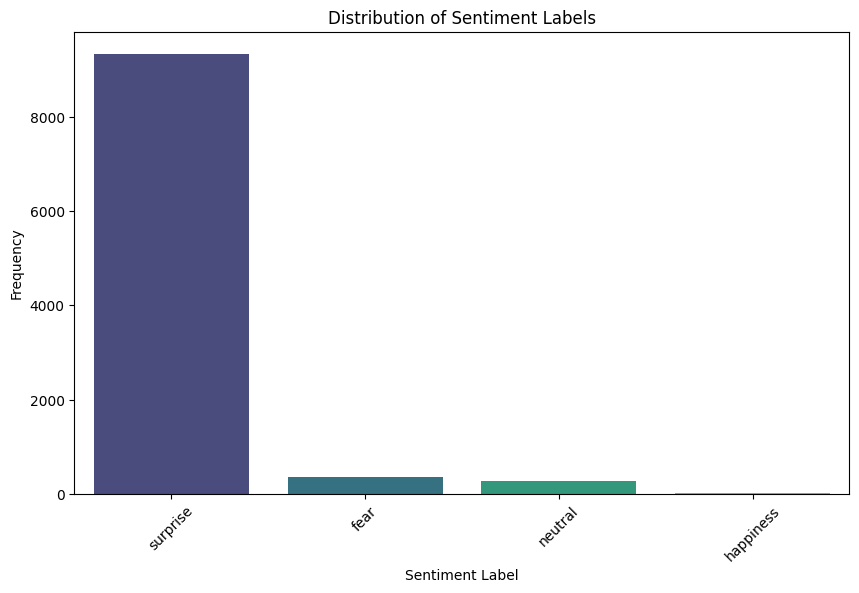 Distribution of Sentiment Labels
Frequency
8000
6000
4000
2000
0
surprise
fear
neutral
happiness
Sentiment Label